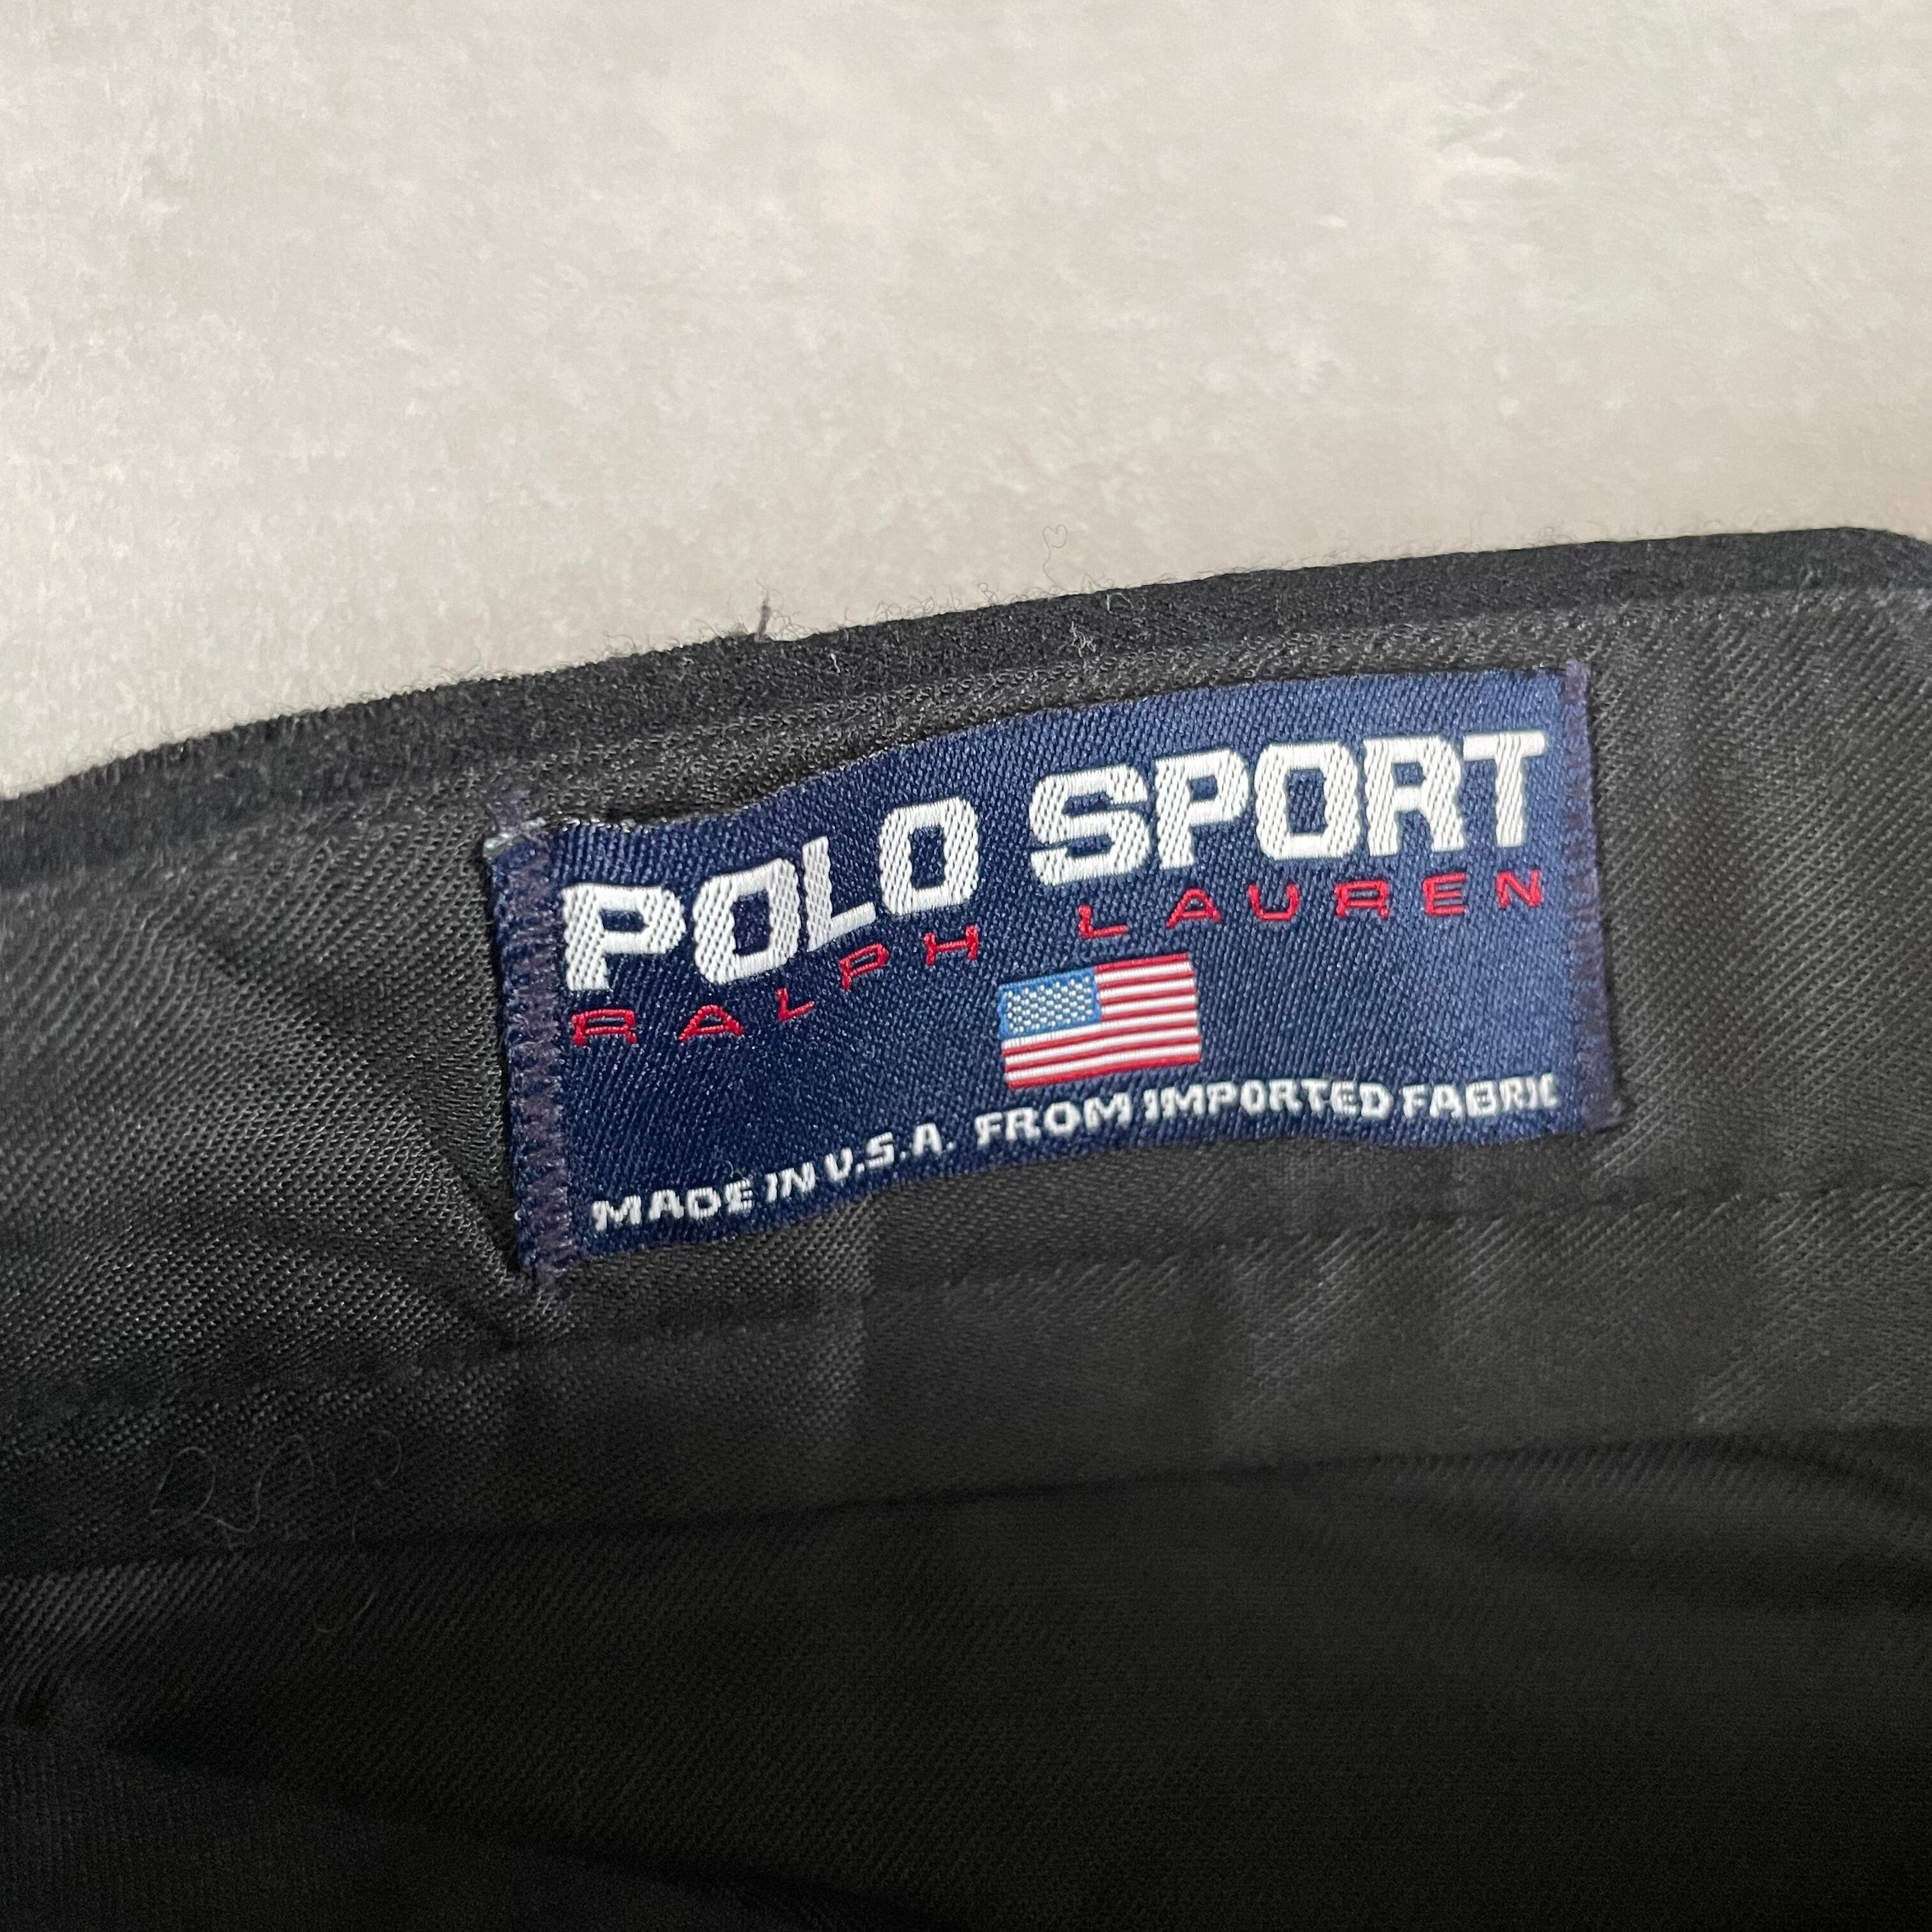 POLO SPORT
RALPH LAUREN
MADE IN U.S.A. FROM IMPORTED FABRIC